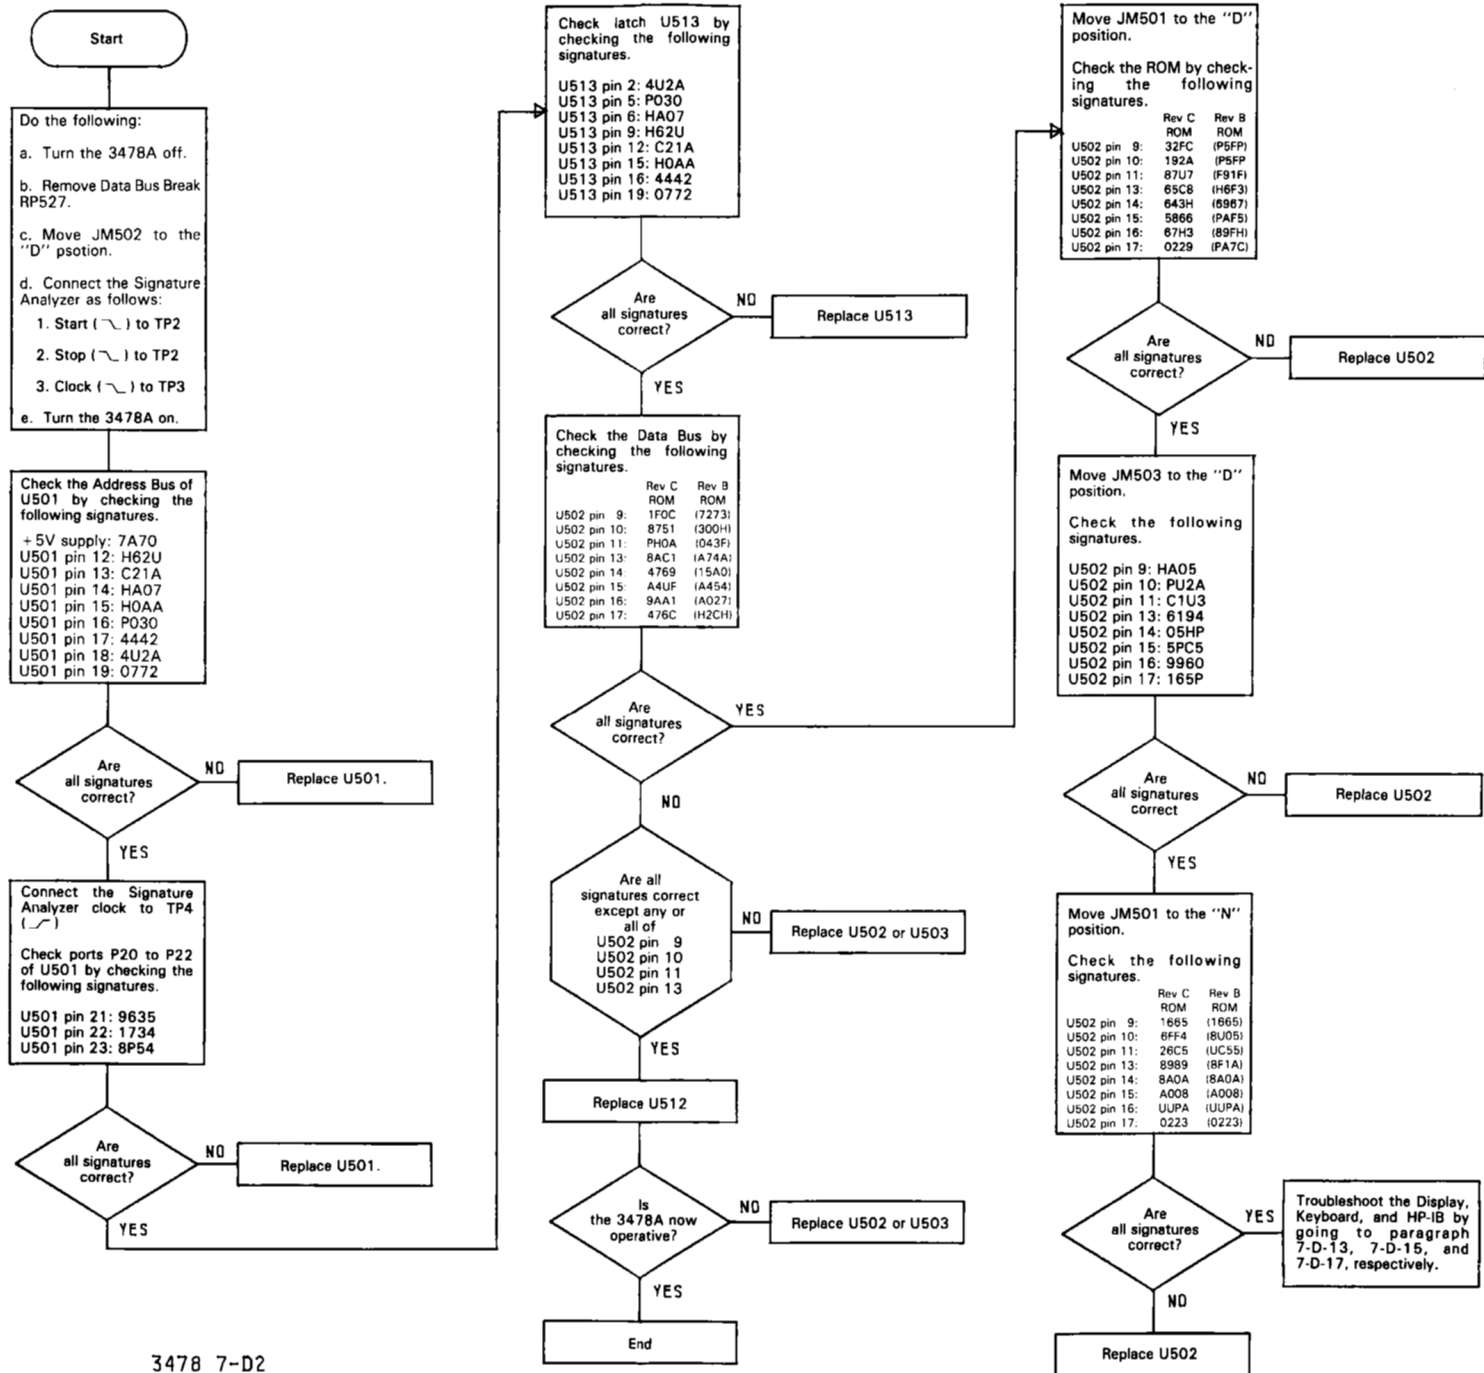 Start
Do the following:
a. Turn the 3478A off.
b. Remove Data Bus Break
RP527.
c. Move JM502 to the
"D" psotion.
d. Connect the Signature
Analyzer as follows:
1. Start ( ) to TP2
2. Stop ( ) to TP2
3. Clock ( ) to TP3
e. Turn the 3478A on.
Check the Address Bus of
U501 by checking the
following signatures.
+5V supply: 7A70
U501 pin 12: H62U
U501 pin 13: C21A
U501 pin 14: HA07
U501 pin 15: H0AA
U501 pin 16: P030
U501 pin 17: 4442
U501 pin 18: 4U2A
U501 pin 19: 0772
Are
all signatures
correct?
NO
Replace U501.
YES
Connect the Signature
Analyzer clock to TP4
( )
Check ports P20 to P22
of U501 by checking the
following signatures.
U501 pin 21: 9635
U501 pin 22: 1734
U501 pin 23: 8P54
Are
all signatures
correct?
NO
Replace U501.
YES
3478 7-D2
Check latch U513 by
checking the following
signatures.
U513 pin 2: 4U2A
U513 pin 5: P030
U513 pin 6: HA07
U513 pin 9: H62U
U513 pin 12: C21A
U513 pin 15: H0AA
U513 pin 16: 4442
U513 pin 19: 0772
Are
all signatures
correct?
NO
Replace U513
YES
Check the Data Bus by
checking the following
signatures.
Rev C Rev B
ROM ROM
U502 pin 9: 1F0C (7273)
U502 pin 10: 8751 (300H)
U502 pin 11: PH0A (043F)
U502 pin 13: 8AC1 (A74A)
U502 pin 14: 4769 (15A0)
U502 pin 15: A4UF (A454)
U502 pin 16: 9AA1 (A027)
U502 pin 17: 476C (H2CH)
Are
all signatures
correct?
YES
NO
Are all
signatures correct
except any or
all of
U502 pin 9
U502 pin 10
U502 pin 11
U502 pin 13
NO
Replace U502 or U503
YES
Replace U512
Is
the 3478A now
operative?
NO
Replace U502 or U503
YES
End
Move JM501 to the "D"
position.
Check the ROM by check-
ing the following
signatures.
Rev C Rev B
ROM ROM
U502 pin 9: 32FC (P5FP)
U502 pin 10: 192A (P5FP
U502 pin 11: 87U7 (F91F)
U502 pin 13: 65C8 (H6F3)
U502 pin 14: 643H (6967)
U502 pin 15: 5866 (PAF5)
U502 pin 16: 67H3 (89FH)
U502 pin 17: 0229 (PA7C)
Are
all signatures
correct?
NO
Replace U502
YES
Move JM503 to the "D"
position.
Check the following
signatures.
U502 pin 9: HA05
U502 pin 10: PU2A
U502 pin 11: C1U3
U502 pin 13: 6194
U502 pin 14: 05HP
U502 pin 15: 5PC5
U502 pin 16: 9960
U502 pin 17: 165P
Are
all signatures
correct
NO
Replace U502
YES
Move JM501 to the "N"
position.
Check the following
signatures.
Rev C Rev B
ROM ROM
U502 pin 9: 1665 (1665)
U502 pin 10: 6FF4 (8U05)
U502 pin 11: 26C5 (UC55)
U502 pin 13: 8989 (8F1A)
U502 pin 14: 8A0A (8A0A)
U502 pin 15: A008 (A008)
U502 pin 16: UUPA (UUPA)
U502 pin 17: 0223 (0223)
Are
all signatures
correct?
YES
Troubleshoot the Display,
Keyboard, and HP-IB by
going to paragraph
7-D-13, 7-D-15, and
7-D-17, respectively.
NO
Replace U502